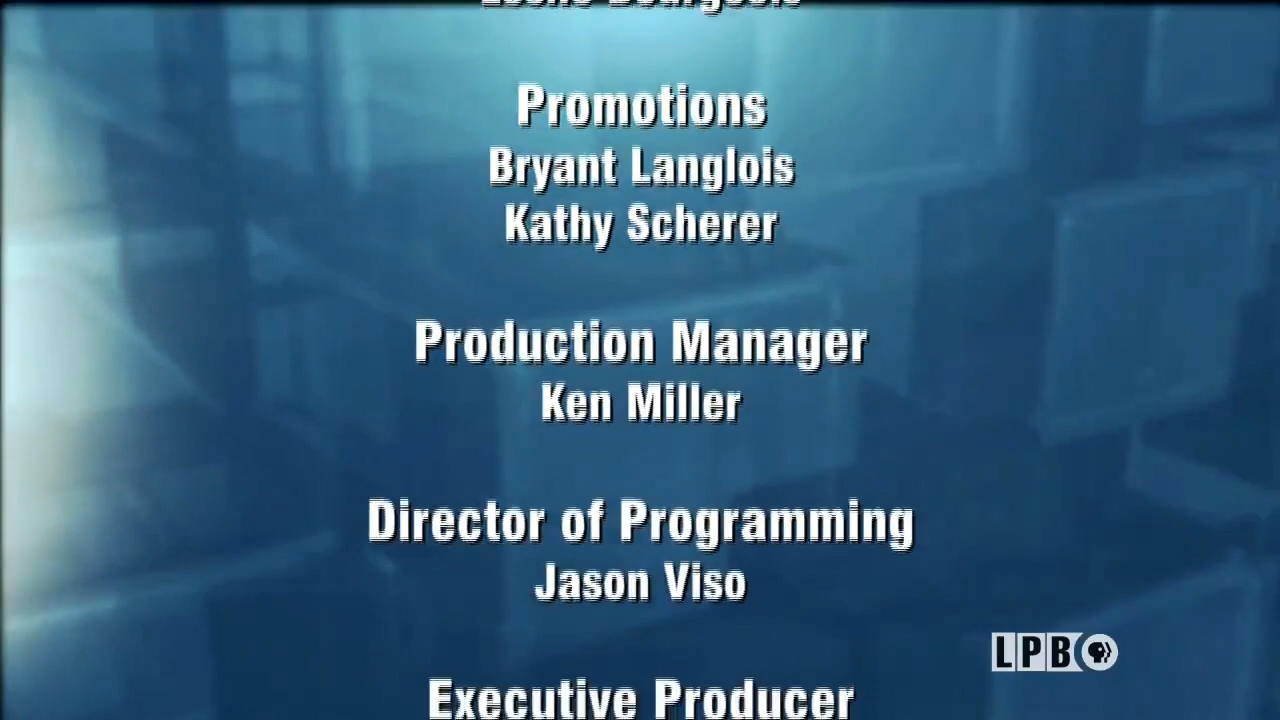 Promotions
Bryant Langlois
Kathy Scherer
Production Manager
Ken Miller
Director of Programming
Jason Viso
LPB
Executive Producer